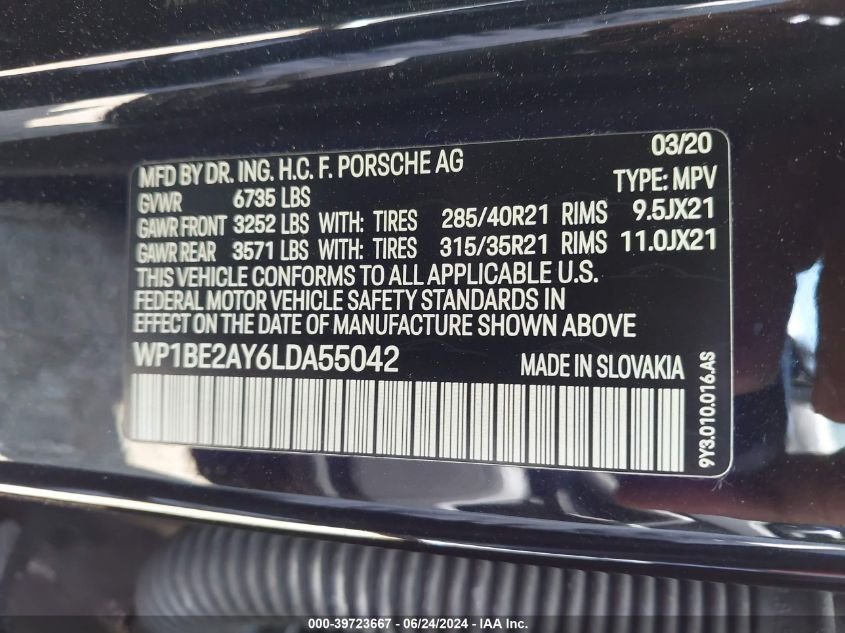 MFD BY DR. ING. H.C. F. PORSCHE AG 03/20
GVWR 6735 LBS TYPE: MPV
GAWR FRONT 3252 LBS WITH: TIRES 285/40R21 RIMS 9.5JX21
GAWR REAR 3571 LBS WITH: TIRES 315/35R21 RIMS 11.0JX21
THIS VEHICLE CONFORMS TO ALL APPLICABLE U.S.
FEDERAL MOTOR VEHICLE SAFETY STANDARDS IN
EFFECT ON THE DATE OF MANUFACTURE SHOWN ABOVE
WP1BE2AY6LDA55042 MADE IN SLOVAKIA
9Y3.010.016.AS
000-39723667 - 06/24/2024 - IAA Inc.